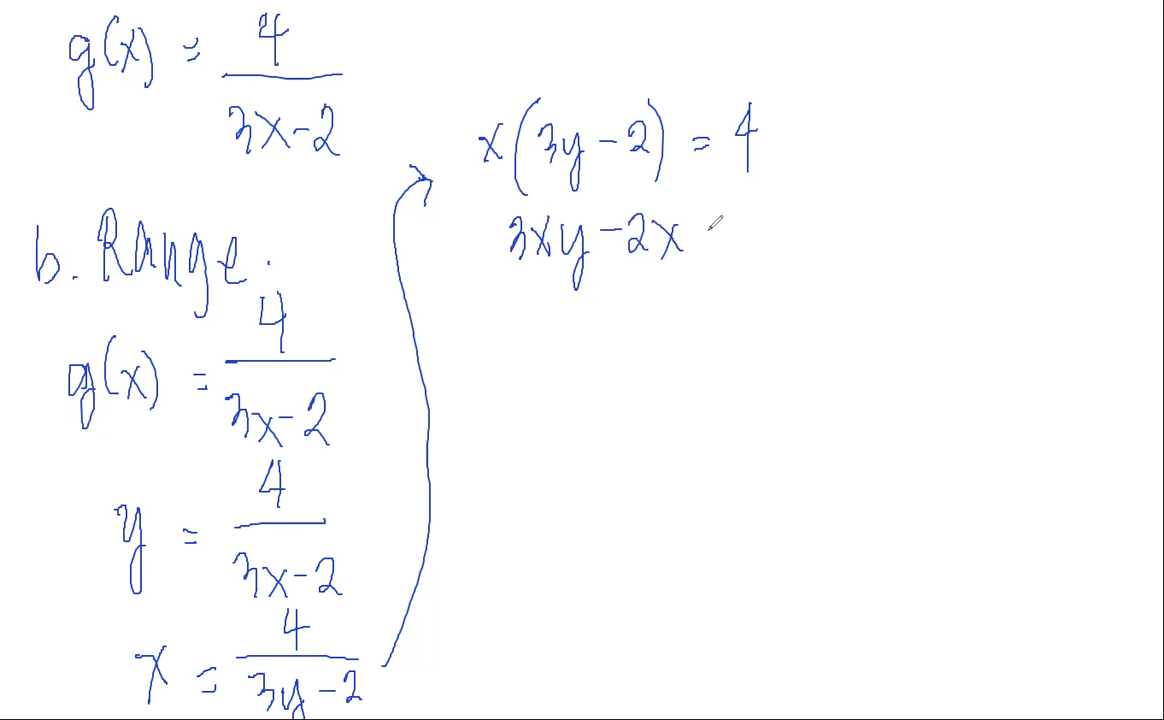 g(x) = 4/(3x-2)
b. Range.
g(x) = 4/(3x-2)
y = 4/(3x-2)
x = 4/(3y-2)
x(3y-2) = 4
3xy-2x